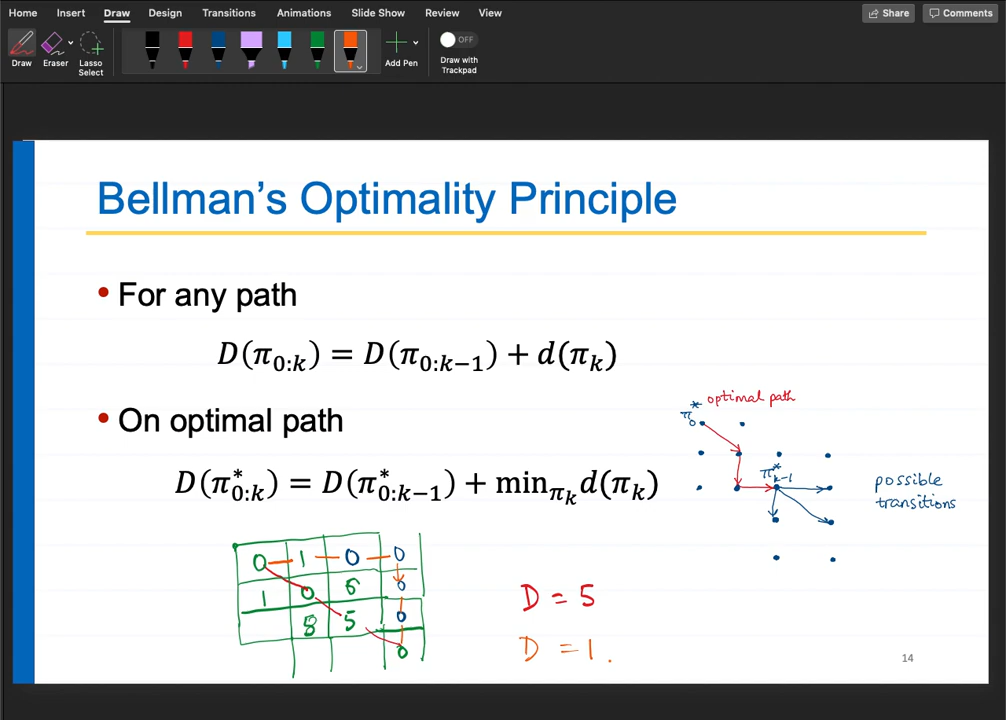 Home Insert Draw Design Transitions Animations Slide Show Review View Share Comments
Draw Eraser Lasso Select Add Pen OFF Draw with Trackpad
Bellman's Optimality Principle
• For any path
D(π₀:ₖ) = D(π₀:ₖ₋₁) + d(πₖ)
• On optimal path
D(π*₀:ₖ) = D(π*₀:ₖ₋₁) + min_πₖ d(πₖ)
π₀* optimal path
π*ₖ₋₁
possible
transitions
0 1 0 0
1 0 6 0
8 5 0
0
D = 5
D = 1.
14